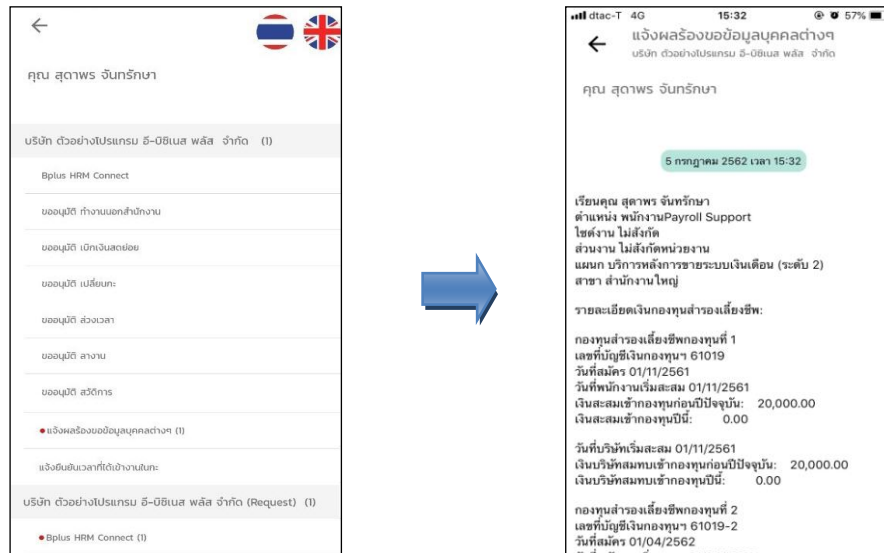 คุณ สุดาพร จันทรักษา
บริษัท ตัวอย่างโปรแกรม อี-บิซิเนส พลัส จำกัด (1)
Bplus HRM Connect
ขออนุมัติ ทำงานนอกสำนักงาน
ขออนุมัติ เบิกเงินสดย่อย
ขออนุมัติ เปลี่ยนกะ
ขออนุมัติ ล่วงเวลา
ขออนุมัติ ลางาน
ขออนุมัติ สวัดิการ
แจ้งผลร้องขอข้อมูลบุคคลต่างๆ (1)
แจ้งยืนยันเวลาที่ได้เข้างานในกะ
บริษัท ตัวอย่างโปรแกรม อี-บิซิเนส พลัส จำกัด (Request) (1)
Bplus HRM Connect (1)
dtac-T 4G 15:32 57%
แจ้งผลร้องขอข้อมูลบุคคลต่างๆ
บริษัท ตัวอย่างโปรแกรม อี-บิซิเนส พลัส จำกัด
คุณ สุดาพร จันทรักษา
5 กรกฎาคม 2562 เวลา 15:32
เรียนคุณ สุดาพร จันทรักษา
ตำแหน่ง พนักงานPayroll Support
ไซต์งาน ไม่สังกัด
ส่วนงาน ไม่สังกัดหน่วยงาน
แผนก บริการหลังการขายระบบเงินเดือน (ระดับ 2)
สาขา สำนักงานใหญ่
รายละเอียดเงินกองทุนสำรองเลี้ยงชีพ:
กองทุนสำรองเลี้ยงชีพกองทุนที่ 1
เลขที่บัญชีเงินกองทุนฯ 61019
วันที่สมัคร 01/11/2561
วันที่พนักงานเริ่มสะสม 01/11/2561
เงินสะสมเข้ากองทุนก่อนปีปัจจุบัน: 20,000.00
เงินสะสมเข้ากองทุนปีนี้: 0.00
วันที่บริษัทเริ่มสะสม 01/11/2561
เงินบริษัทสมทบเข้ากองทุนก่อนปีปัจจุบัน: 20,000.00
เงินบริษัทสมทบเข้ากองทุนปีนี้: 0.00
กองทุนสำรองเลี้ยงชีพกองทุนที่ 2
เลขที่บัญชีเงินกองทุนฯ 61019-2
วันที่สมัคร 01/04/2562